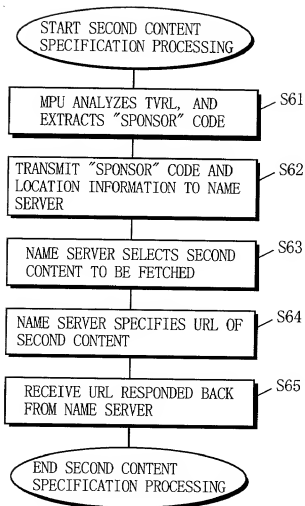 START SECOND CONTENT
SPECIFICATION PROCESSING
MPU ANALYZES TVRL, AND
EXTRACTS "SPONSOR" CODE
S61
TRANSMIT "SPONSOR" CODE AND
LOCATION INFORMATION TO NAME
SERVER
S62
NAME SERVER SELECTS SECOND
CONTENT TO BE FETCHED
S63
NAME SERVER SPECIFIES URL OF
SECOND CONTENT
S64
RECEIVE URL RESPONDED BACK
FROM NAME SERVER
S65
END SECOND CONTENT
SPECIFICATION PROCESSING